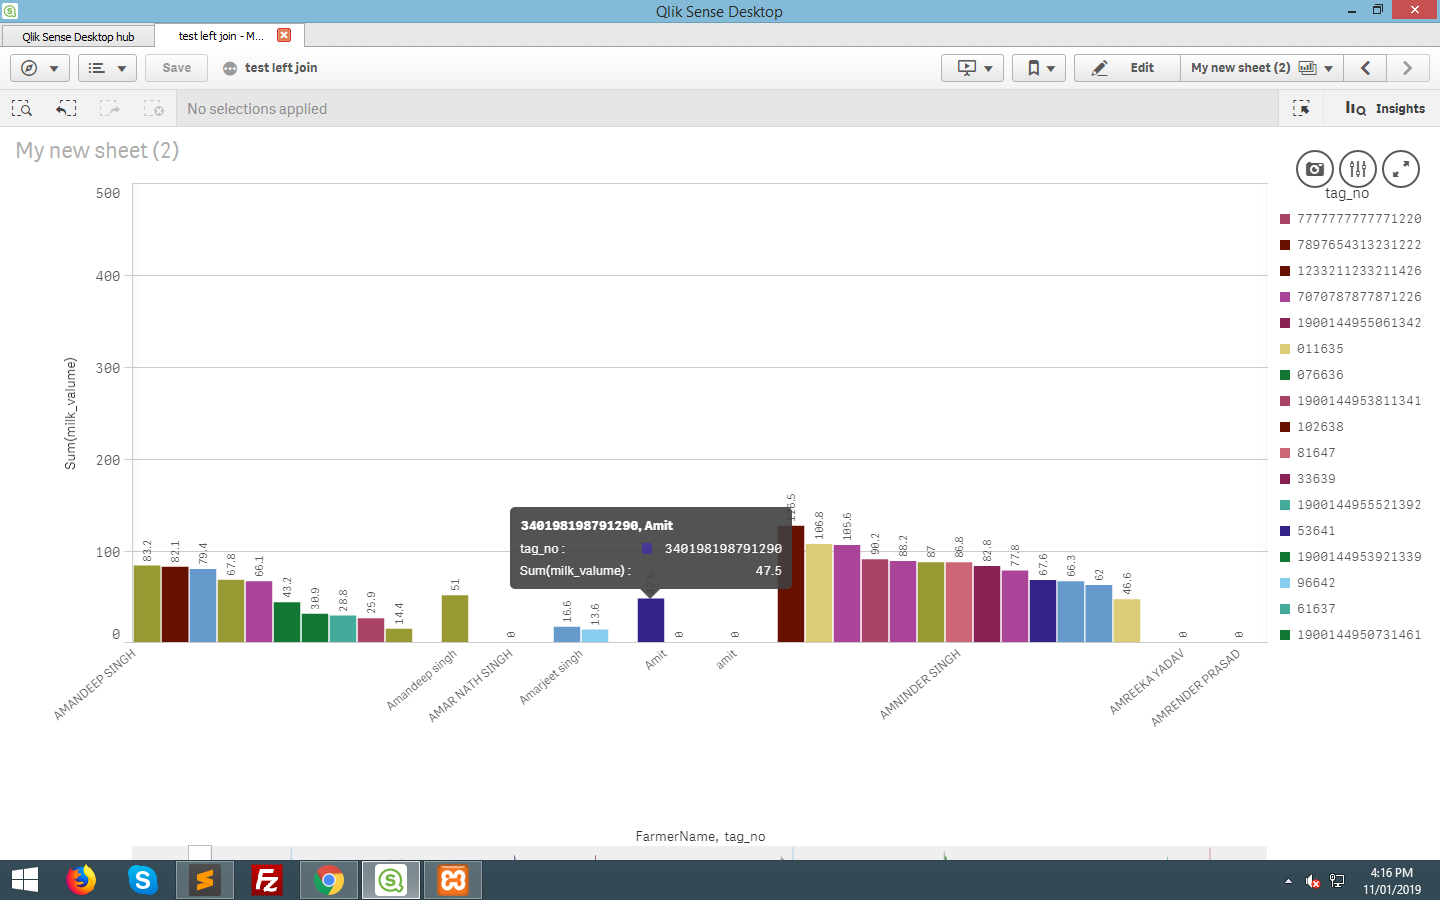 Qlik Sense Desktop
Qlik Sense Desktop hub
test left join - M...
Save
test left join
Edit
My new sheet (2)
No selections applied
Insights
My new sheet (2)
tag_no
7777777777771220
7897654313231222
1233211233211426
7070787877871226
1900144955061342
011635
076636
1900144953811341
102638
81647
33639
1900144955521392
53641
1900144953921339
96642
61637
1900144950731461
Sum(milk_valume)
500
400
300
200
100
0
83.2
82.1
79.4
67.8
66.1
43.2
30.9
28.8
25.9
14.4
51
0
16.6
13.6
0
0
106.8
105.6
90.2
88.2
87
86.8
82.8
77.8
67.6
66.3
62
46.6
0
0
340198198791290, Amit
tag_no : 340198198791290
Sum(milk_valume) : 47.5
AMANDEEP SINGH
Amandeep singh
AMAR NATH SINGH
Amarjeet singh
Amit
amit
AMNINDER SINGH
AMREEKA YADAV
AMRENDER PRASAD
FarmerName, tag_no
4:16 PM
11/01/2019